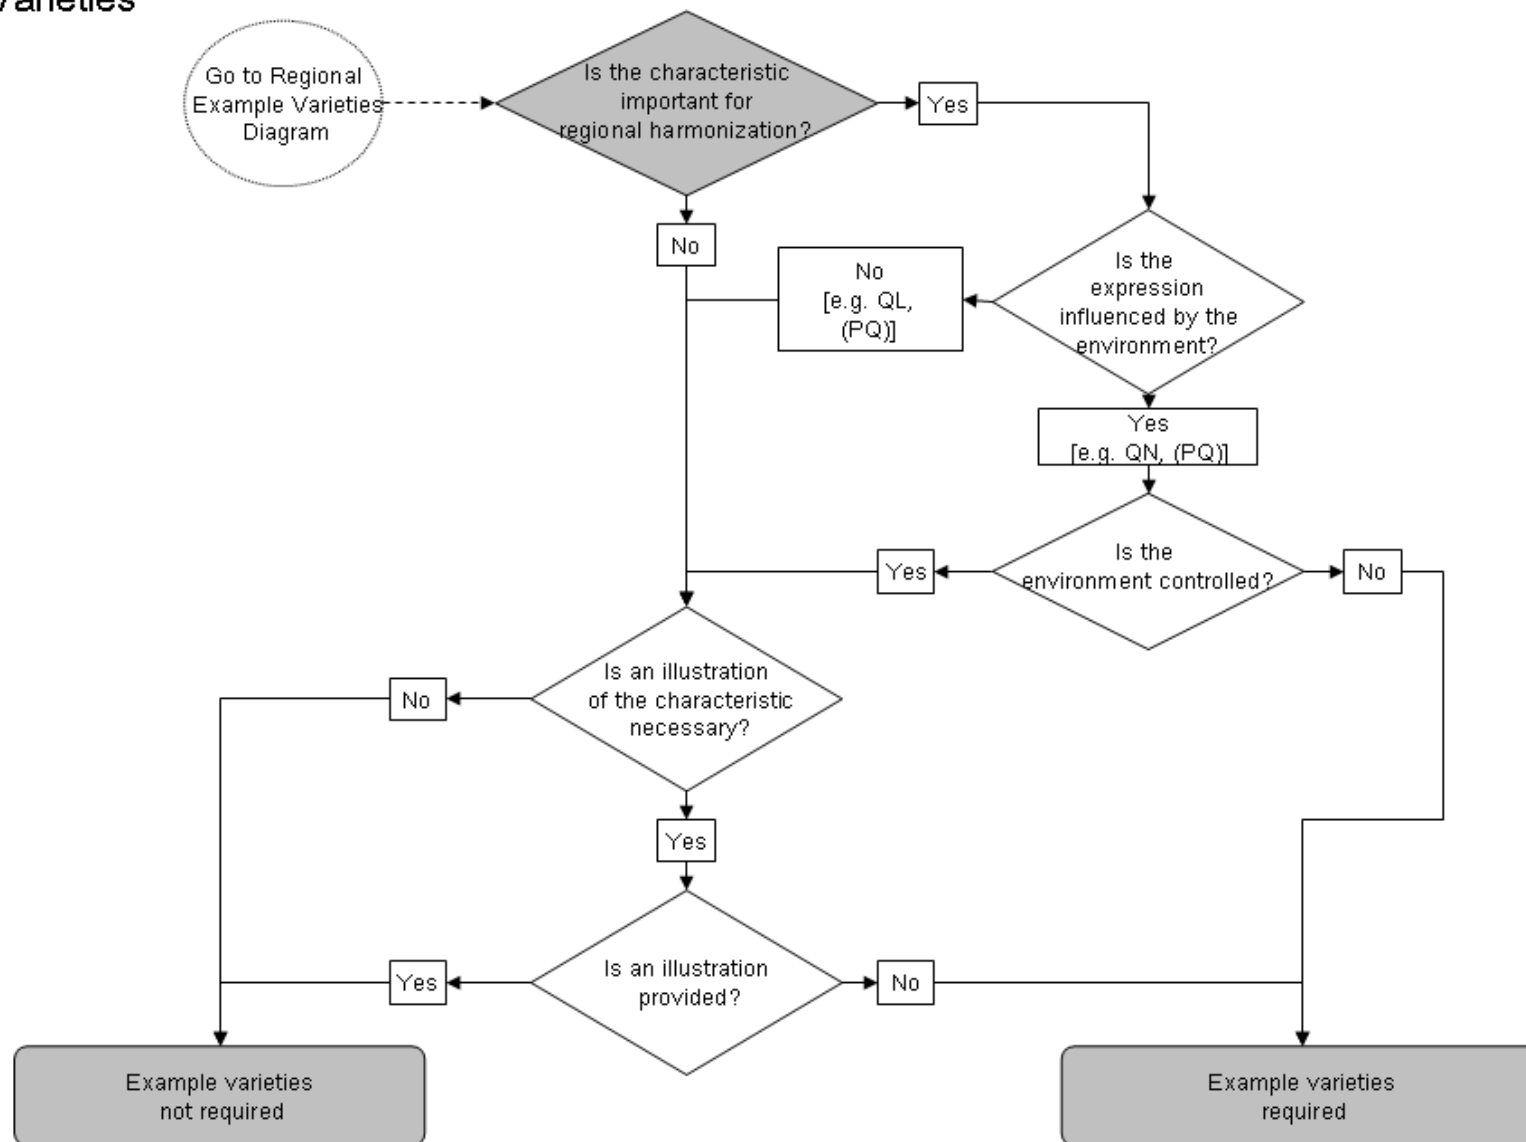 Varieties
Go to Regional
Example Varieties
Diagram
Is the characteristic
important for
regional harmonization?
Yes
No
Is the
expression
influenced by the
environment?
No
[e.g. QL,
(PQ)]
Yes
[e.g. QN, (PQ)]
Is the
environment controlled?
Yes
No
Is an illustration
of the characteristic
necessary?
No
Yes
Is an illustration
provided?
Yes
No
Example varieties
not required
Example varieties
required